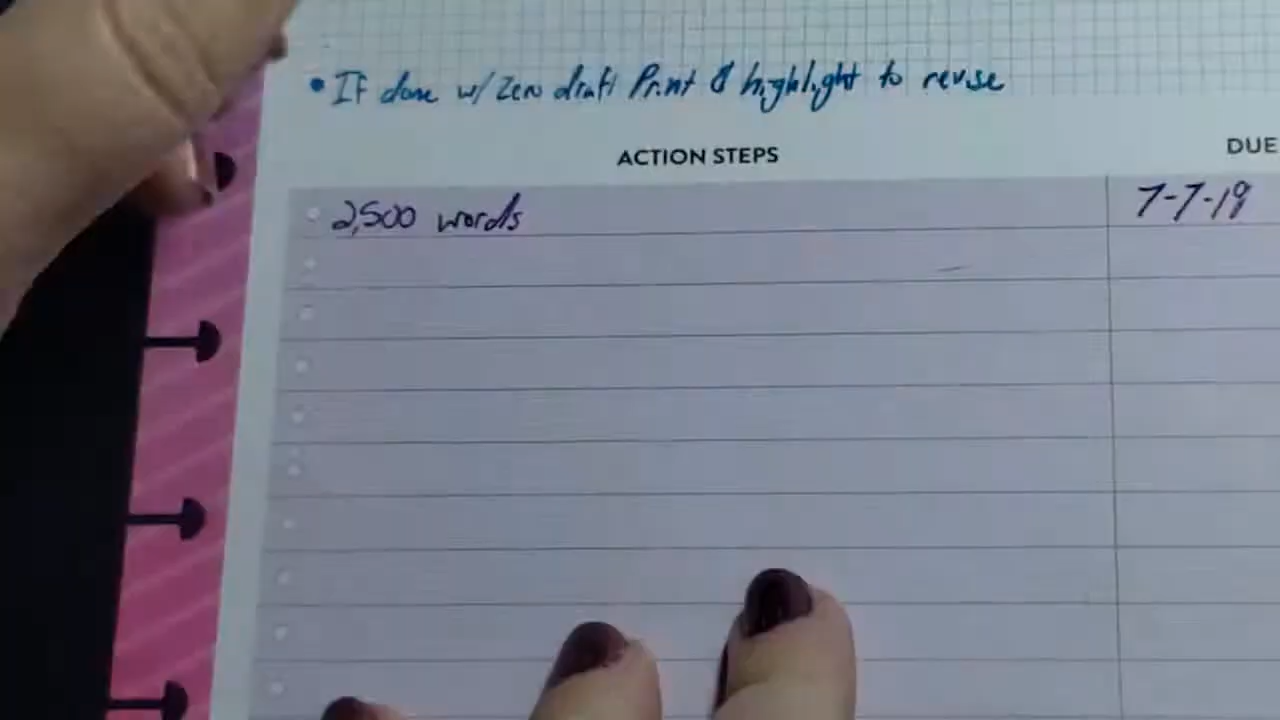 • If done w/ Zero draft Print & highlight to revise
ACTION STEPS
DUE
2,500 words
7-7-19